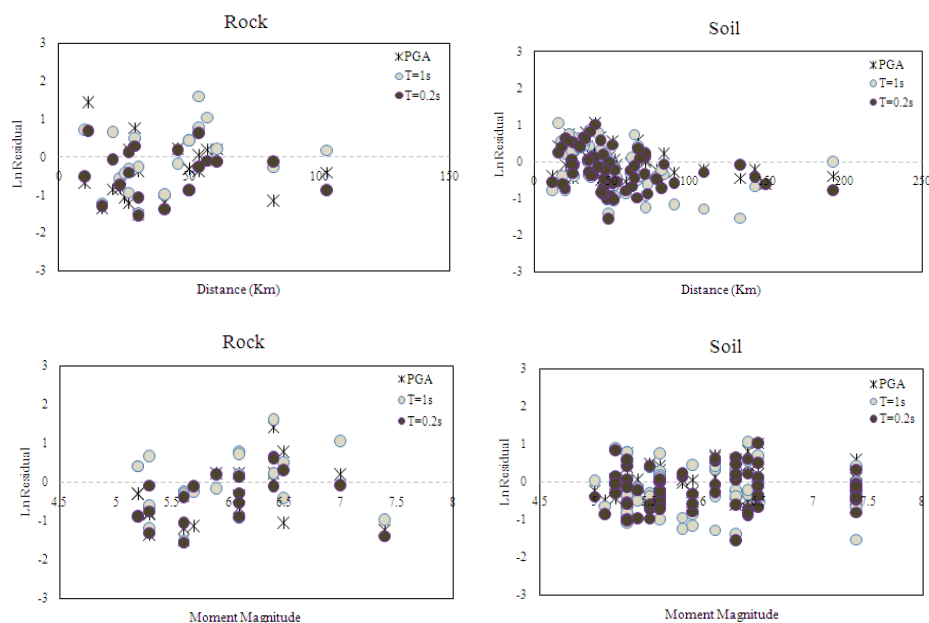 Rock
3
2
1
0
-1
-2
-3
0
50
100
150
PGA
T=1s
T=0.2s
Ln Residual
Distance (Km)
Soil
3
2
1
0
-1
-2
-3
0
50
100
150
200
250
PGA
T=1s
T=0.2s
Ln Residual
Distance (Km)
Rock
3
2
1
0
-1
-2
-3
4.5
5
5.5
6
6.5
7
7.5
8
PGA
T=1s
T=0.2s
Ln Residual
Moment Magnitude
Soil
3
2
1
0
-1
-2
-3
4.5
7
7.5
8
PGA
T=1s
T=0.2s
Ln Residual
Moment Magnitude